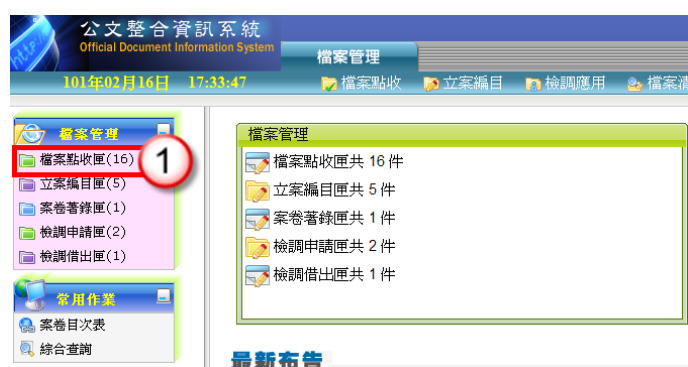 公文整合資訊系統
Official Document Information System
檔案管理
101年02月16日 17:33:47
檔案點收 立案編目 檢調應用 檔案清
檔案管理
檔案點收匣(16)
1
立案編目匣(5)
案卷著錄匣(1)
檢調申請匣(2)
檢調借出匣(1)
常用作業
案卷目次表
綜合查詢
檔案管理
檔案點收匣共 16 件
立案編目匣共 5 件
案卷著錄匣共 1 件
檢調申請匣共 2 件
檢調借出匣共 1 件
最新布告